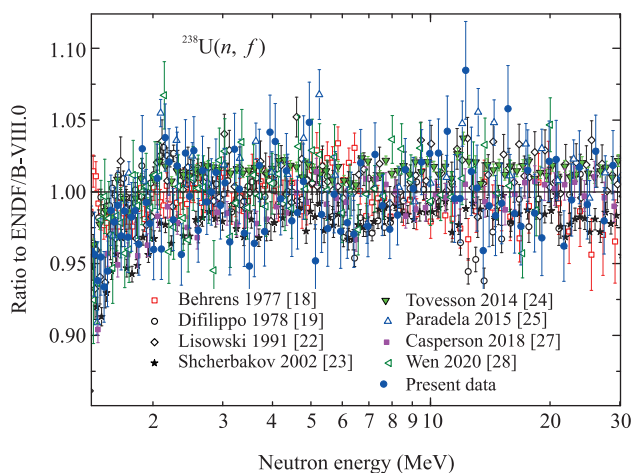 ²³⁸U(n, f)
Ratio to ENDF/B-VIII.0
1.10
1.05
1.00
0.95
0.90
Behrens 1977 [18]
Difilippo 1978 [19]
Lisowski 1991 [22]
Shcherbakov 2002 [23]
Tovesson 2014 [24]
Paradela 2015 [25]
Casperson 2018 [27]
Wen 2020 [28]
Present data
2 3 4 5 6 7 8 9 10 20 30
Neutron energy (MeV)